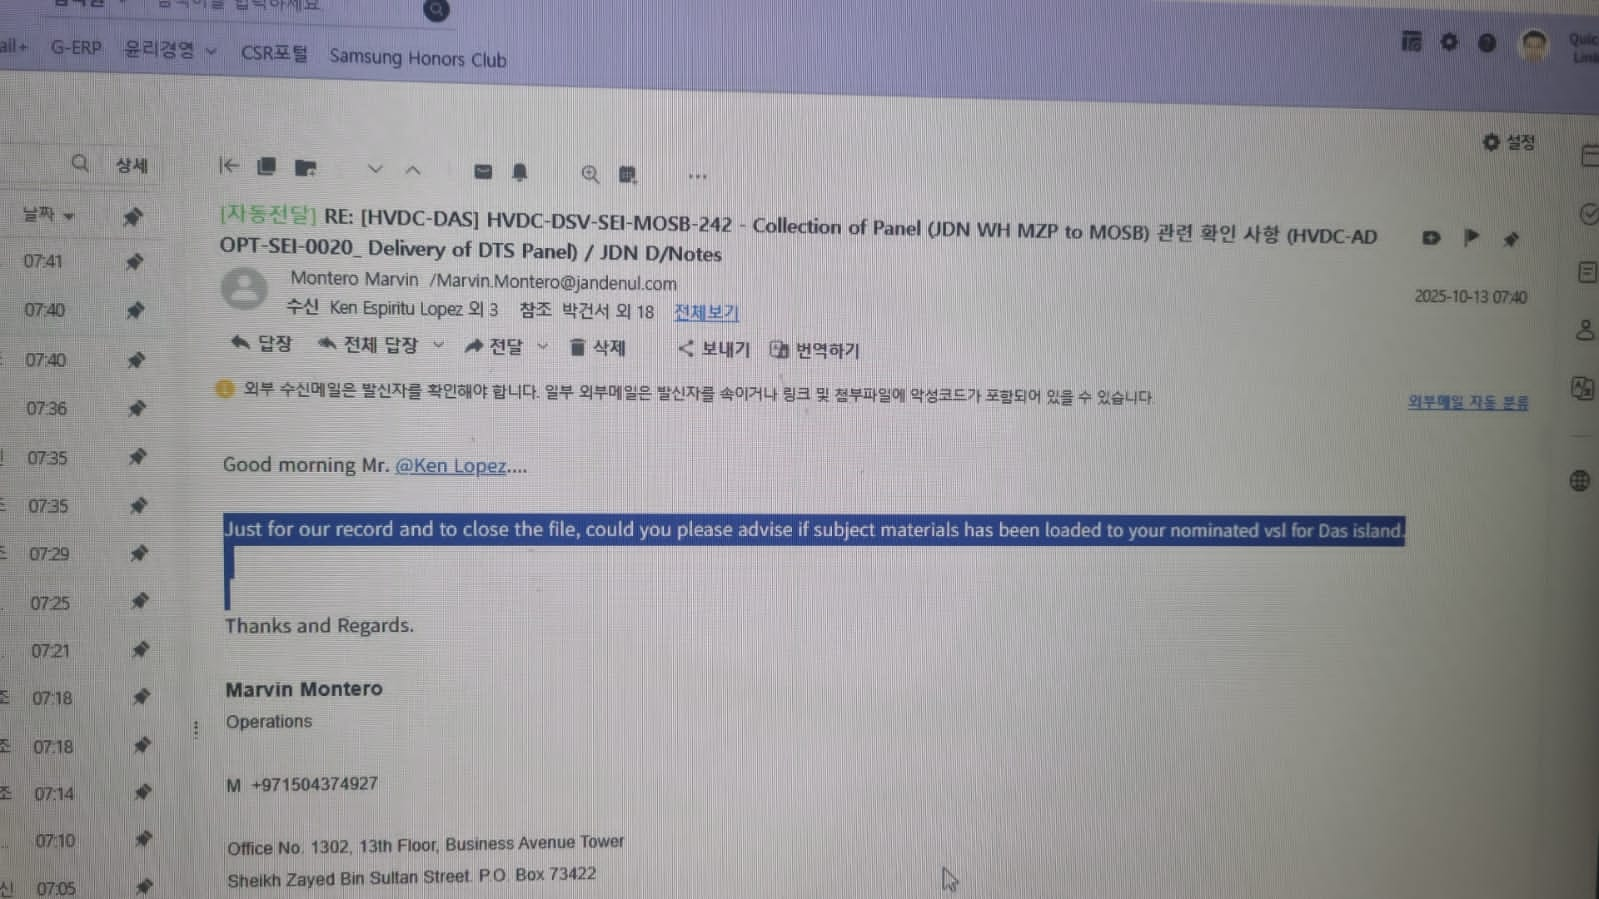 G-ERP 윤리경영 CSR포털 Samsung Honors Club
설정
상세
날짜
[자동전달] RE: [HVDC-DAS] HVDC-DSV-SEI-MOSB-242 - Collection of Panel (JDN WH MZP to MOSB) 관련 확인 사항 (HVDC-AD
OPT-SEI-0020_ Delivery of DTS Panel) / JDN D/Notes
Montero Marvin /Marvin.Montero@jandenul.com
2025-10-13 07:40
수신 Ken Espiritu Lopez 외 3 참조 박건서 외 18 전체보기
답장 전체 답장 전달 삭제 보내기 번역하기
외부 수신메일은 발신자를 확인해야 합니다. 일부 외부메일은 발신자를 속이거나 링크 및 첨부파일에 악성코드가 포함되어 있을 수 있습니다.
외부메일 자동 분류
07:41
07:40
07:40
07:36
07:35
07:35
07:29
07:25
07:21
07:18
07:18
07:14
07:10
07:05
Good morning Mr. @Ken Lopez....
Just for our record and to close the file, could you please advise if subject materials has been loaded to your nominated vsl for Das island.
Thanks and Regards.
Marvin Montero
Operations
M +971504374927
Office No. 1302, 13th Floor, Business Avenue Tower
Sheikh Zayed Bin Sultan Street. P.O. Box 73422